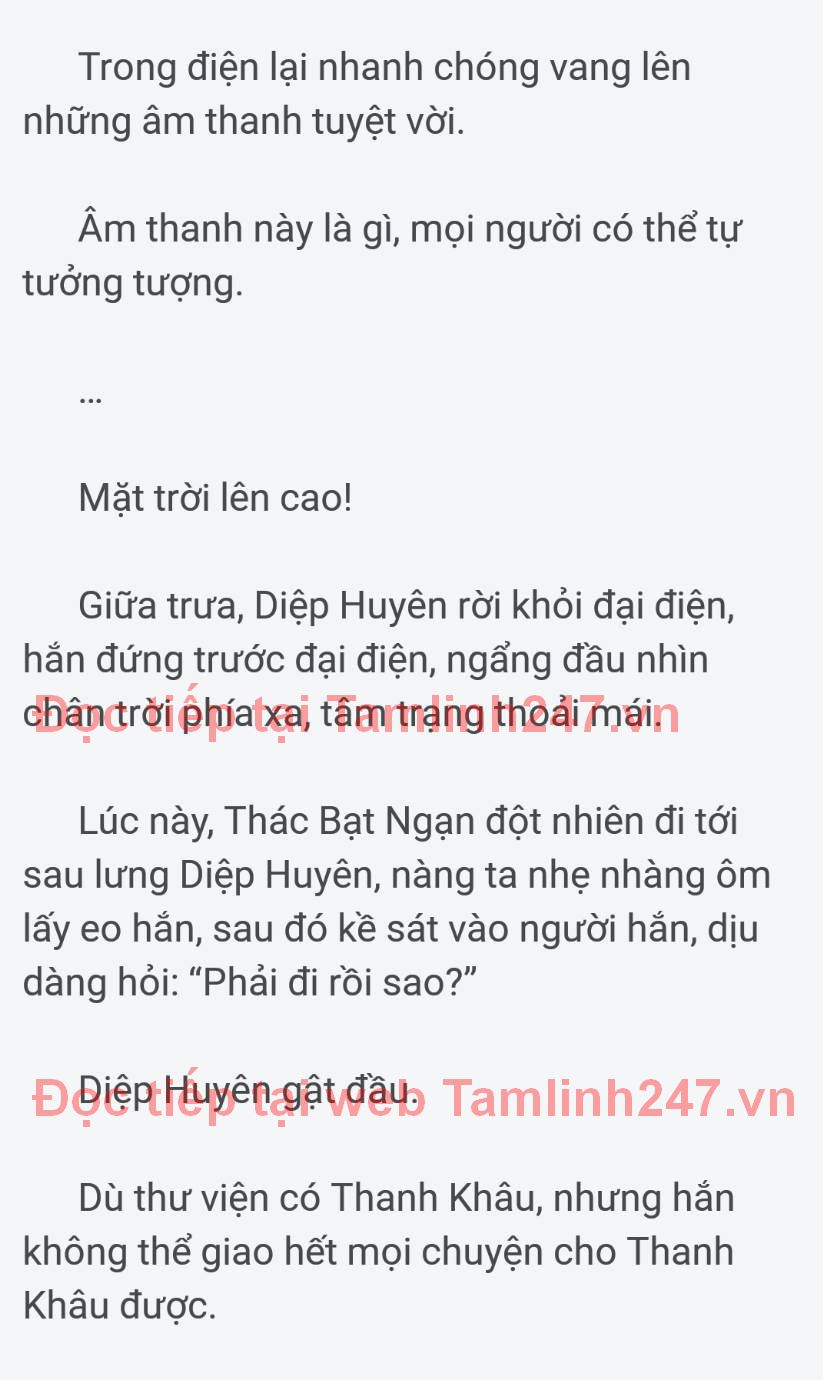 Trong điện lại nhanh chóng vang lên
những âm thanh tuyệt vời.
Âm thanh này là gì, mọi người có thể tự
tưởng tượng.
...
Mặt trời lên cao!
Giữa trưa, Diệp Huyên rời khỏi đại điện,
hắn đứng trước đại điện, ngẩng đầu nhìn
chân trời phía xa, tâm trạng thoải mái.
Đọc tiếp tại Tamlinh247.vn
Lúc này, Thác Bạt Ngạn đột nhiên đi tới
sau lưng Diệp Huyên, nàng ta nhẹ nhàng ôm
lấy eo hắn, sau đó kề sát vào người hắn, dịu
dàng hỏi: “Phải đi rồi sao?”
Diệp Huyên gật đầu.
Đọc tiếp tại web Tamlinh247.vn
Dù thư viện có Thanh Khâu, nhưng hắn
không thể giao hết mọi chuyện cho Thanh
Khâu được.